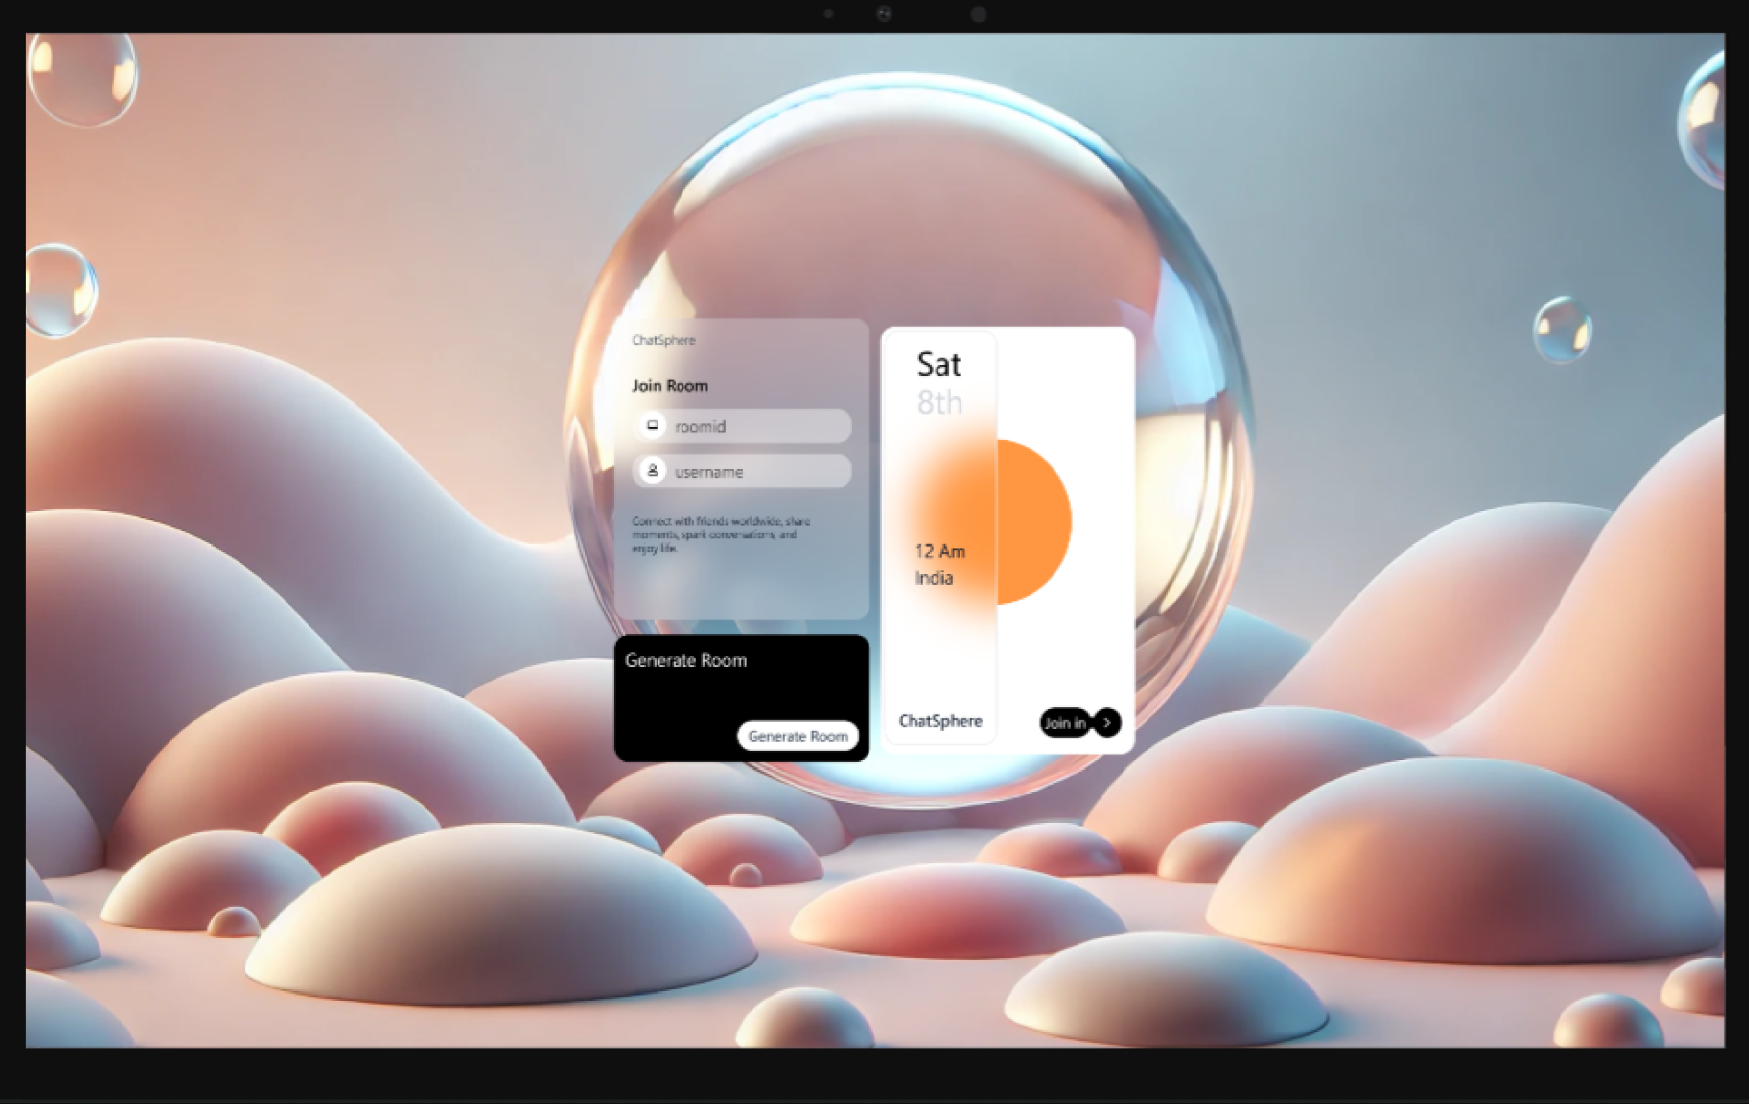 ChatSphere
Join Room
roomid
username
Connect with friends worldwide, share
moments, spark conversations, and
enjoy life.
Generate Room
Generate Room
Sat
8th
12 Am
India
ChatSphere
Join in